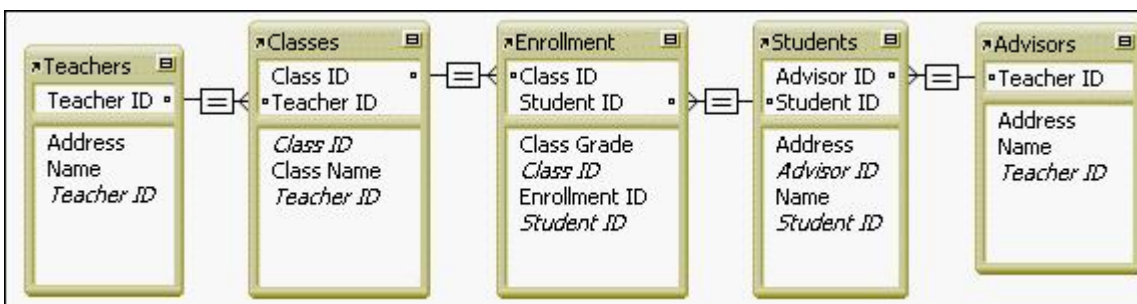 Teachers
Teacher ID
Address
Name
Teacher ID
Classes
Class ID
Teacher ID
Class ID
Class Name
Teacher ID
Enrollment
Class ID
Student ID
Class Grade
Class ID
Enrollment ID
Student ID
Students
Advisor ID
Student ID
Address
Advisor ID
Name
Student ID
Advisors
Teacher ID
Address
Name
Teacher ID